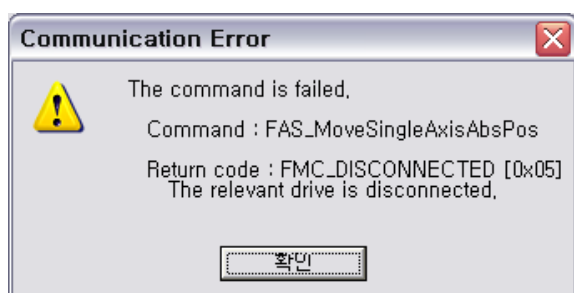 Communication Error
The command is failed,
Command : FAS_MoveSingleAxisAbsPos
Return code : FMC_DISCONNECTED [0x05]
The relevant drive is disconnected,
확인